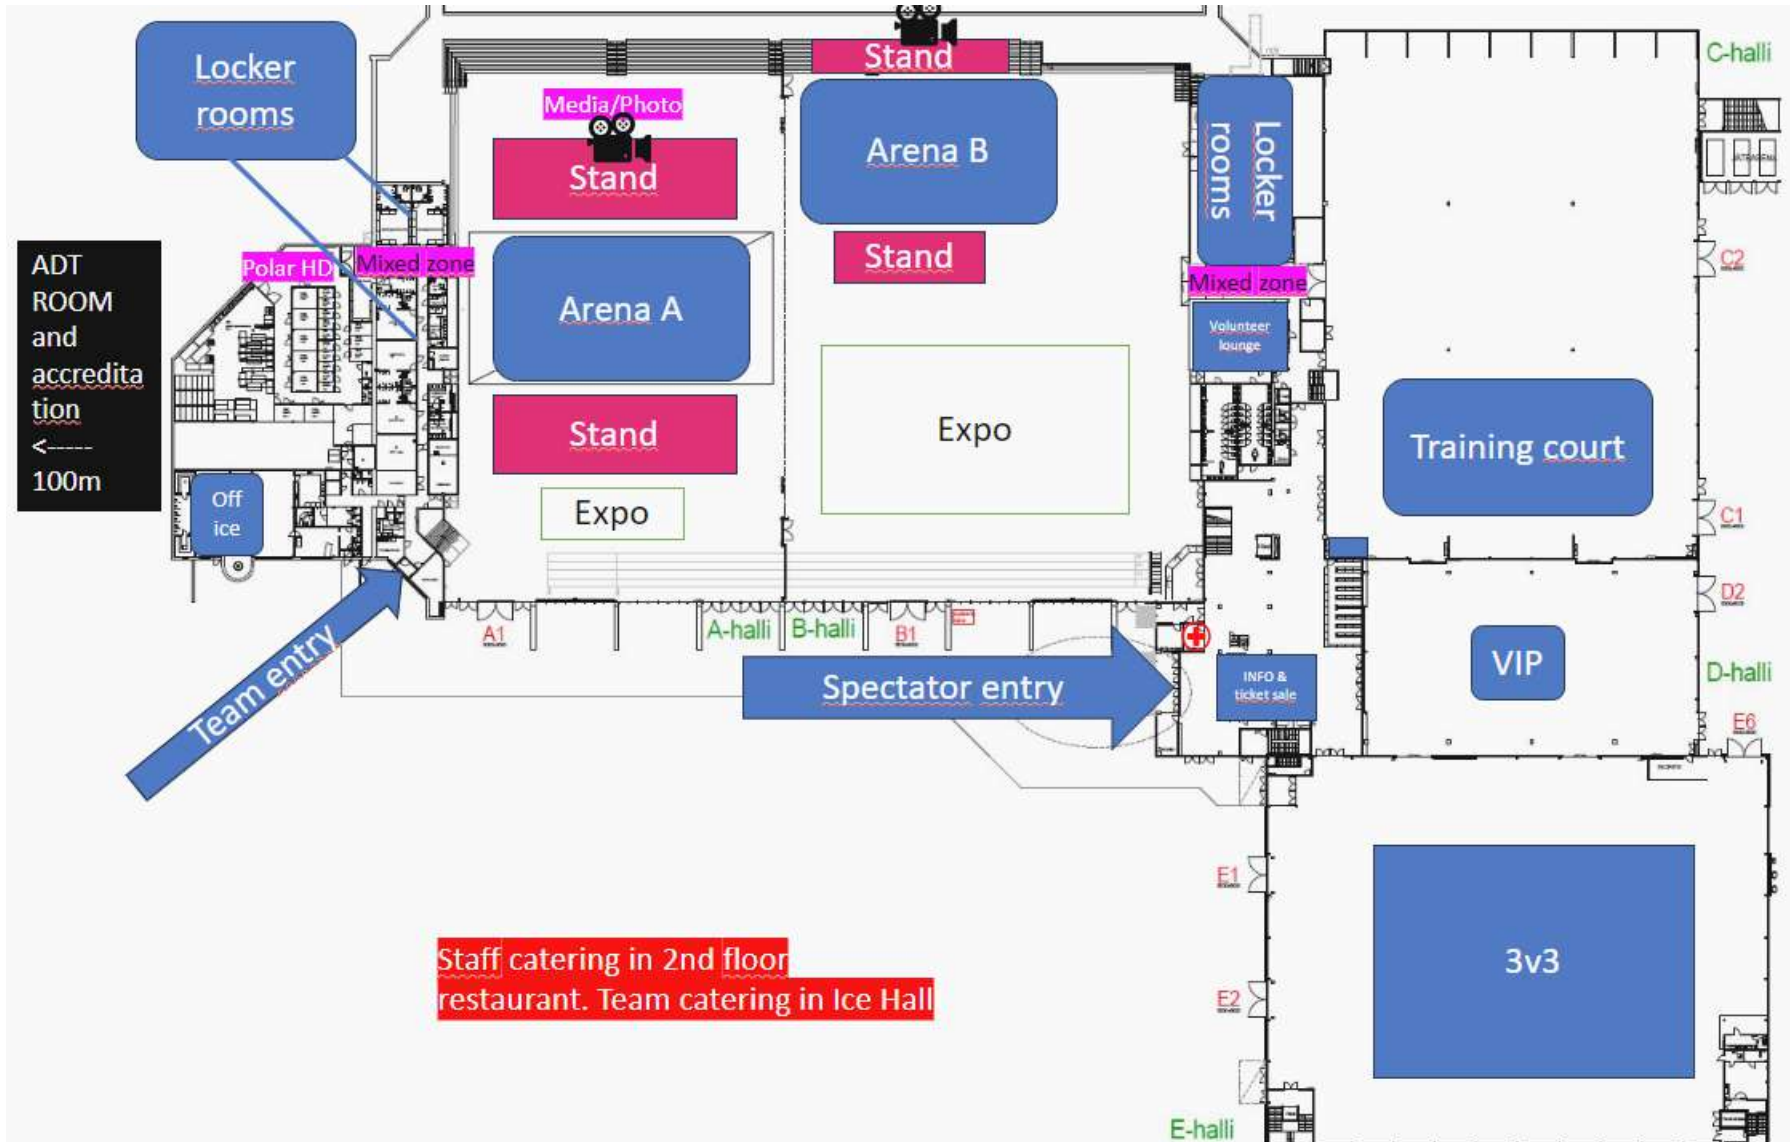 Locker
rooms
Stand
C-halli
Media/Photo
Stand
Arena B
Locker
rooms
ADT
ROOM
and
accredita
tion
<-----
100m
Polar HD
Mixed zone
Stand
C2
Mixed zone
Arena A
Volunteer
lounge
Stand
Expo
Training court
Off
ice
Expo
C1
D2
A1
A-halli
B-halli
B1
Team entry
Spectator entry
INFO &
ticket sale
VIP
D-halli
E6
E1
3v3
Staff catering in 2nd floor
restaurant. Team catering in Ice Hall
E2
E-halli